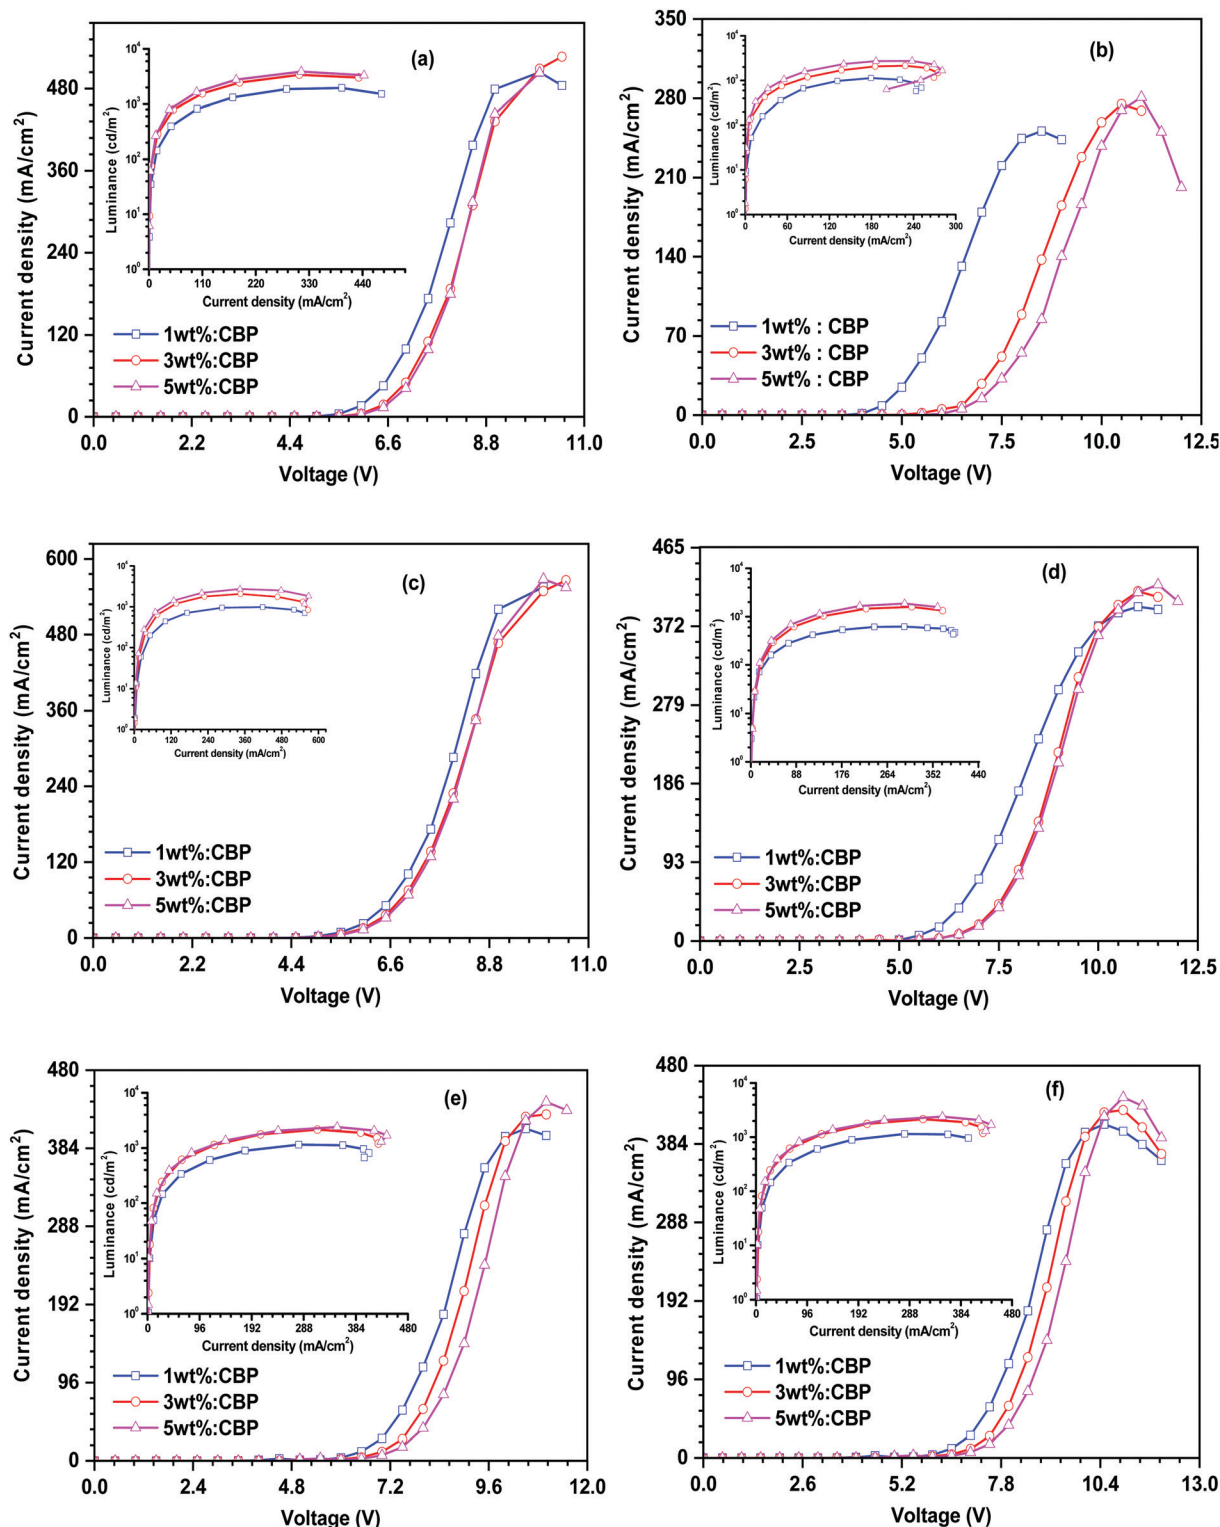 (a)
Current density (mA/cm²)
480
360
240
120
0
0.0 2.2 4.4 6.6 8.8 11.0
Voltage (V)
1wt%:CBP
3wt%:CBP
5wt%:CBP
Luminance (cd/m²)
10⁴
10³
10²
10¹
10⁰
0 110 220 330 440
Current density (mA/cm²)
(b)
Current density (mA/cm²)
350
280
210
140
70
0
0.0 2.5 5.0 7.5 10.0 12.5
Voltage (V)
1wt% : CBP
3wt% : CBP
5wt% : CBP
Luminance (cd/m²)
10⁴
10³
10²
10¹
10⁰
0 60 120 180 240 300
Current density (mA/cm²)
(c)
Current density (mA/cm²)
600
480
360
240
120
0
0.0 2.2 4.4 6.6 8.8 11.0
Voltage (V)
1wt%:CBP
3wt%:CBP
5wt%:CBP
Luminance (cd/m²)
10⁴
10³
10²
10¹
10⁰
0 120 240 360 480 600
Current density (mA/cm²)
(d)
Current density (mA/cm²)
465
372
279
186
93
0
0.0 2.5 5.0 7.5 10.0 12.5
Voltage (V)
1wt%:CBP
3wt%:CBP
5wt%:CBP
Luminance (cd/m²)
10⁴
10³
10²
10¹
10⁰
0 88 176 264 352 440
Current density (mA/cm²)
(e)
Current density (mA/cm²)
480
384
288
192
96
0
0.0 2.4 4.8 7.2 9.6 12.0
Voltage (V)
1wt%:CBP
3wt%:CBP
5wt%:CBP
Luminance (cd/m²)
10⁴
10³
10²
10¹
10⁰
0 96 192 288 384 480
Current density (mA/cm²)
(f)
Current density (mA/cm²)
480
384
288
192
96
0
0.0 2.6 5.2 7.8 10.4 13.0
Voltage (V)
1wt%:CBP
3wt%:CBP
5wt%:CBP
Luminance (cd/m²)
10⁴
10³
10²
10¹
10⁰
0 96 192 288 384 480
Current density (mA/cm²)